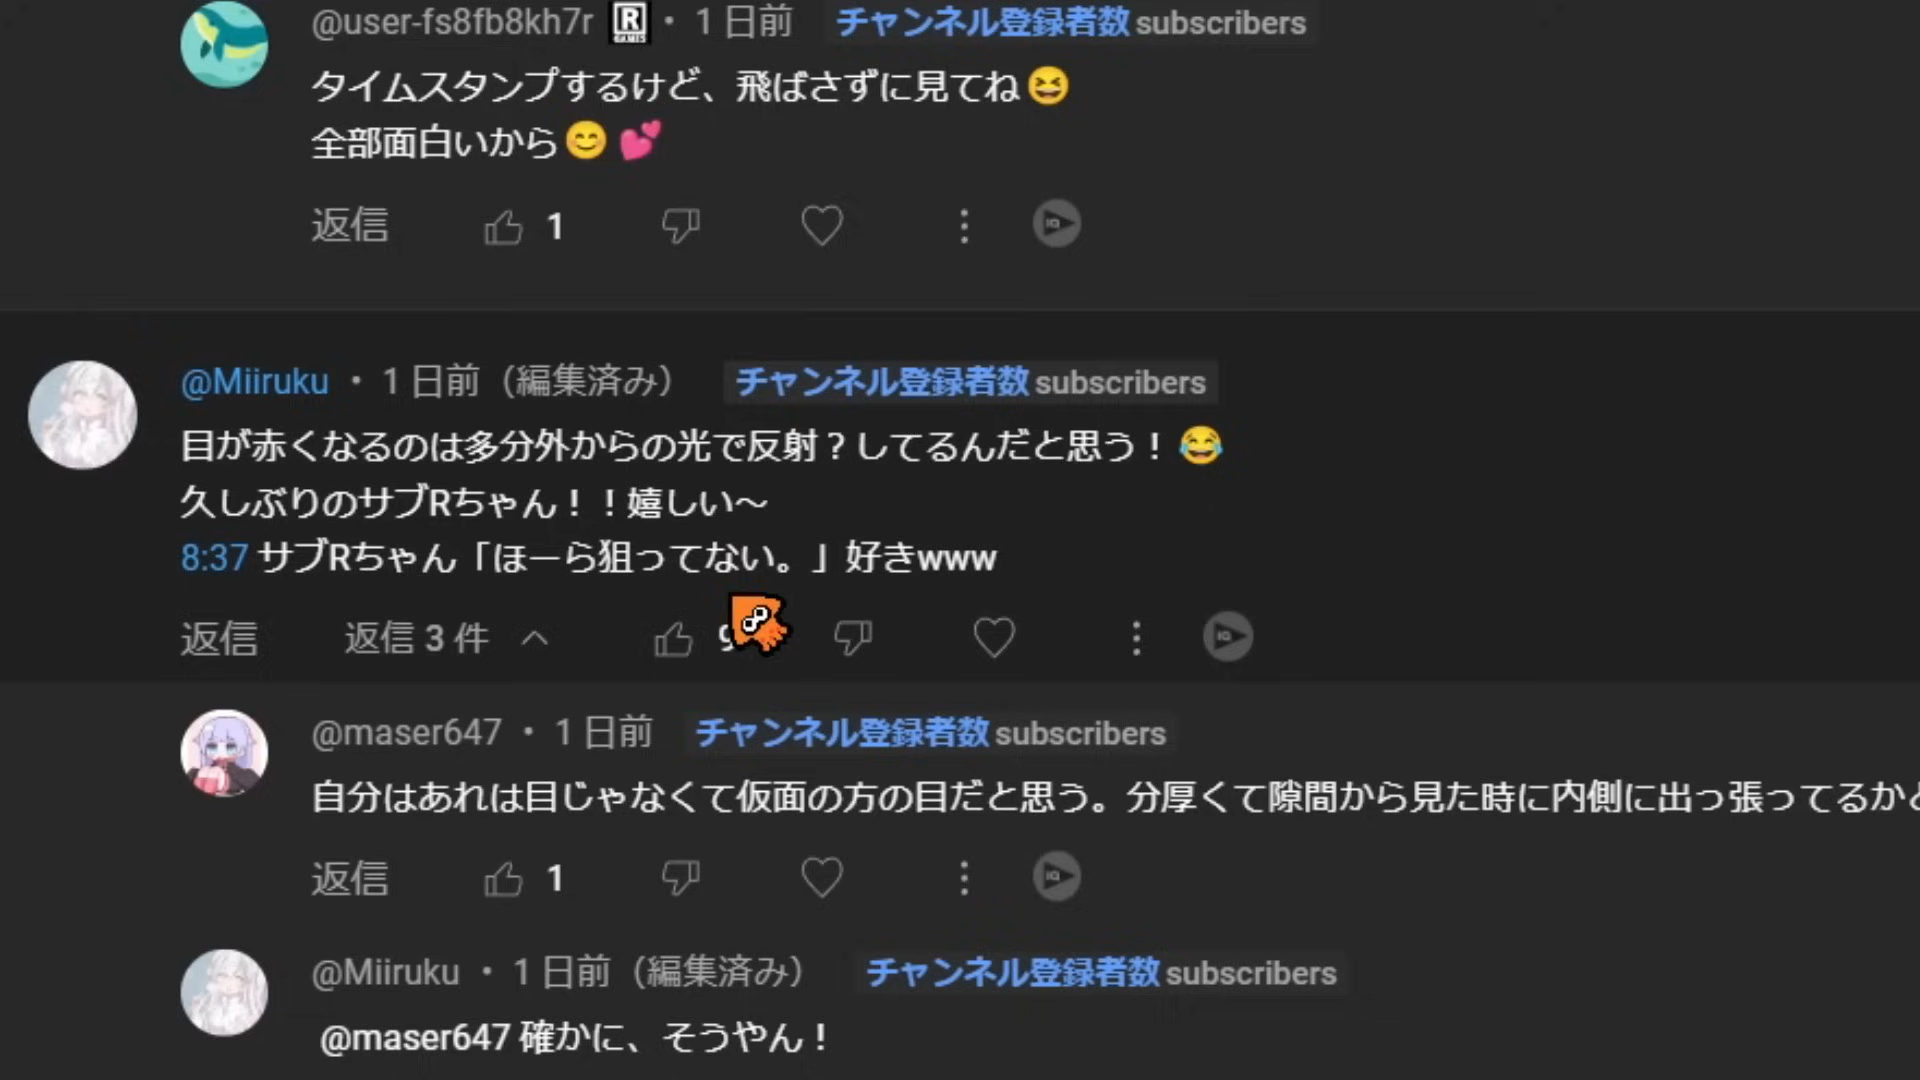 @user-fs8fb8kh7r R GAMES・1 日前 チャンネル登録者数 subscribers
タイムスタンプするけど、飛ばさずに見てね😆
全部面白いから😊💕
返信 1
@Miiruku・1 日前（編集済み） チャンネル登録者数 subscribers
目が赤くなるのは多分外からの光で反射？してるんだと思う！😂
久しぶりのサブRちゃん！！嬉しい〜
8:37 サブRちゃん「ほーら狙ってない。」好きwww
返信 返信 3 件
@maser647・1 日前 チャンネル登録者数 subscribers
自分はあれは目じゃなくて仮面の方の目だと思う。分厚くて隙間から見た時に内側に出っ張ってるか
返信 1
@Miiruku・1 日前（編集済み） チャンネル登録者数 subscribers
@maser647 確かに、そうやん！